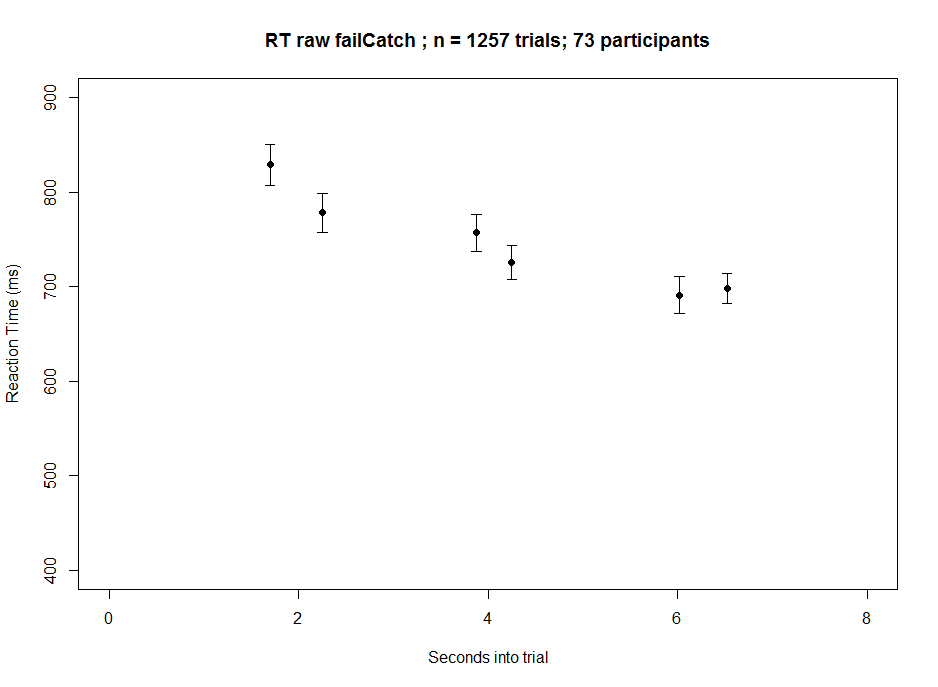 RT raw failCatch ; n = 1257 trials; 73 participants
Reaction Time (ms)
900
800
700
600
500
400
0 2 4 6 8
Seconds into trial